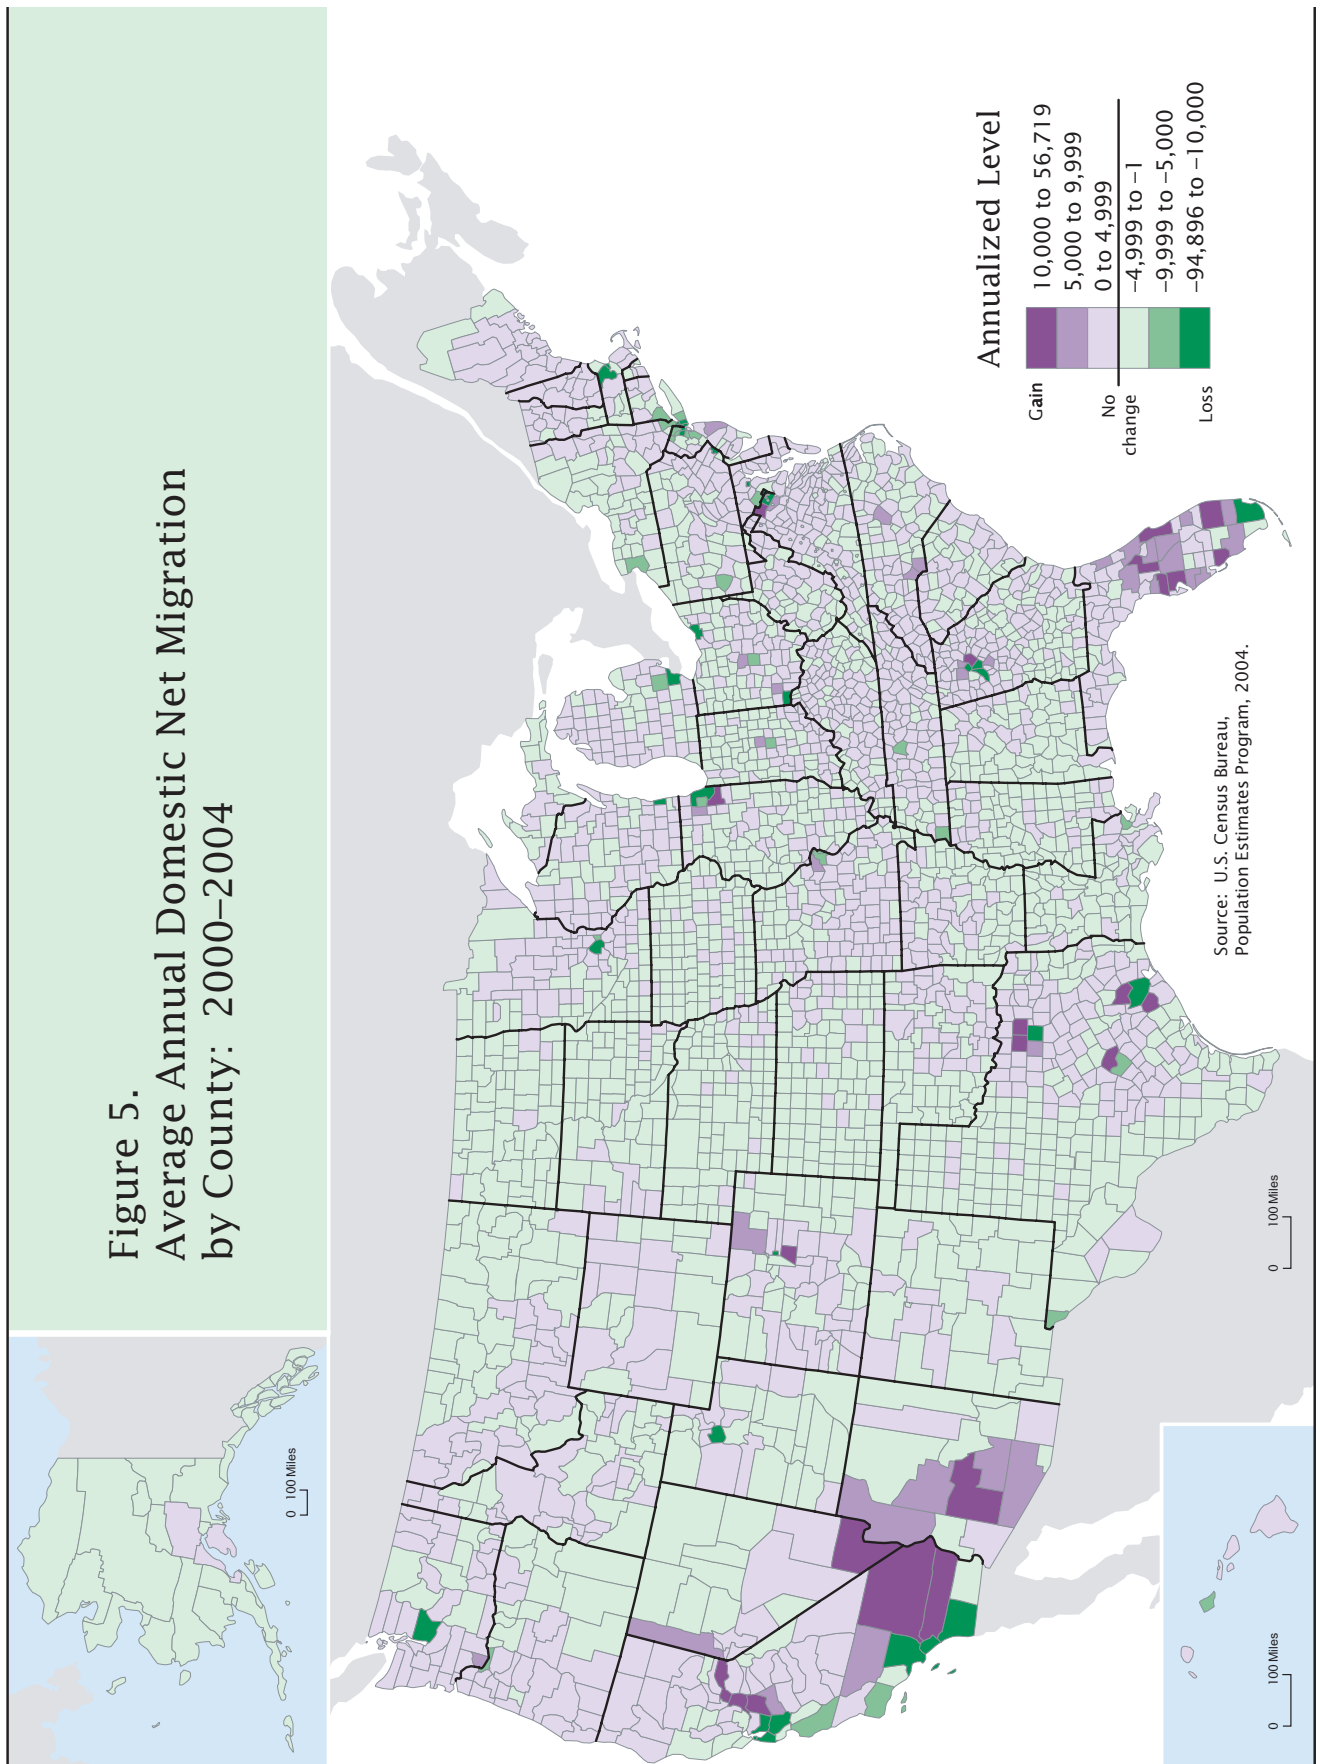 Figure 5.
Average Annual Domestic Net Migration
by County: 2000–2004
0 100 Miles
Annualized Level
Gain
10,000 to 56,719
5,000 to 9,999
0 to 4,999
No
change
–4,999 to –1
–9,999 to –5,000
–94,896 to –10,000
Loss
Source: U.S. Census Bureau,
Population Estimates Program, 2004.
0 100 Miles
0 100 Miles